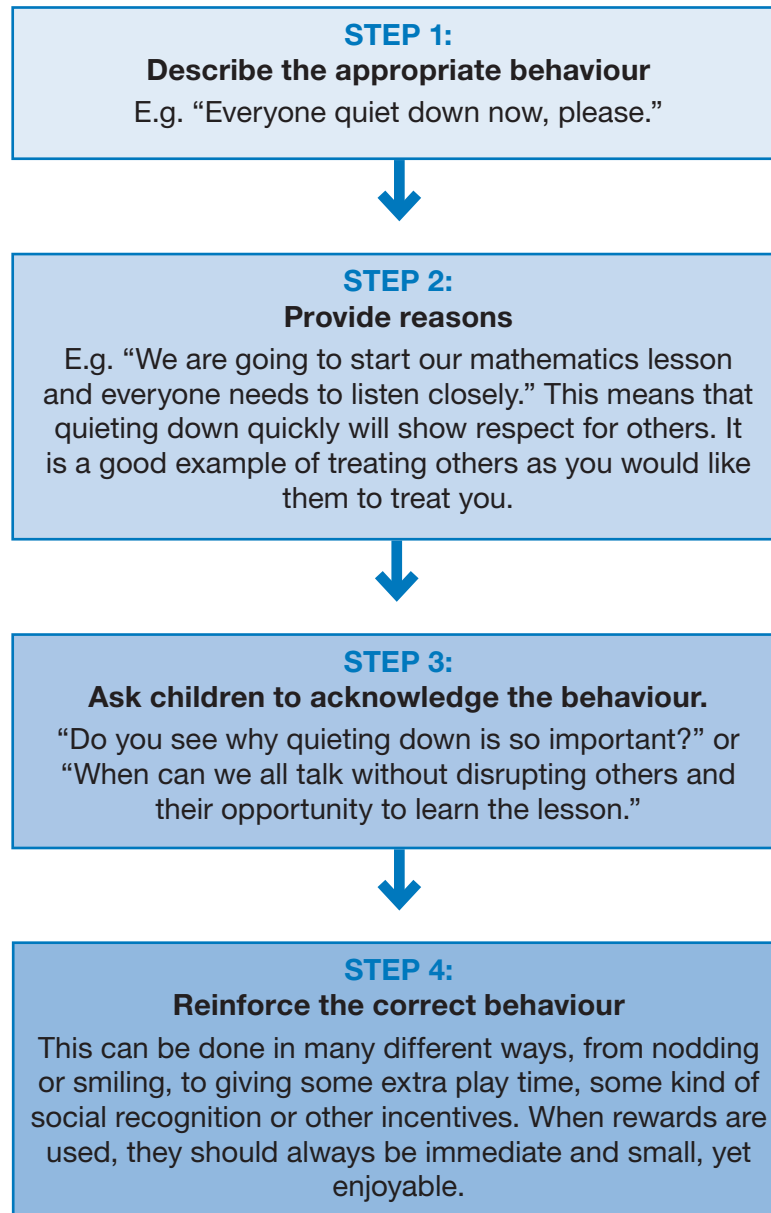 STEP 1:
Describe the appropriate behaviour
E.g. “Everyone quiet down now, please.”
STEP 2:
Provide reasons
E.g. “We are going to start our mathematics lesson
and everyone needs to listen closely.” This means that
quieting down quickly will show respect for others. It
is a good example of treating others as you would like
them to treat you.
STEP 3:
Ask children to acknowledge the behaviour.
“Do you see why quieting down is so important?” or
“When can we all talk without disrupting others and
their opportunity to learn the lesson.”
STEP 4:
Reinforce the correct behaviour
This can be done in many different ways, from nodding
or smiling, to giving some extra play time, some kind of
social recognition or other incentives. When rewards are
used, they should always be immediate and small, yet
enjoyable.